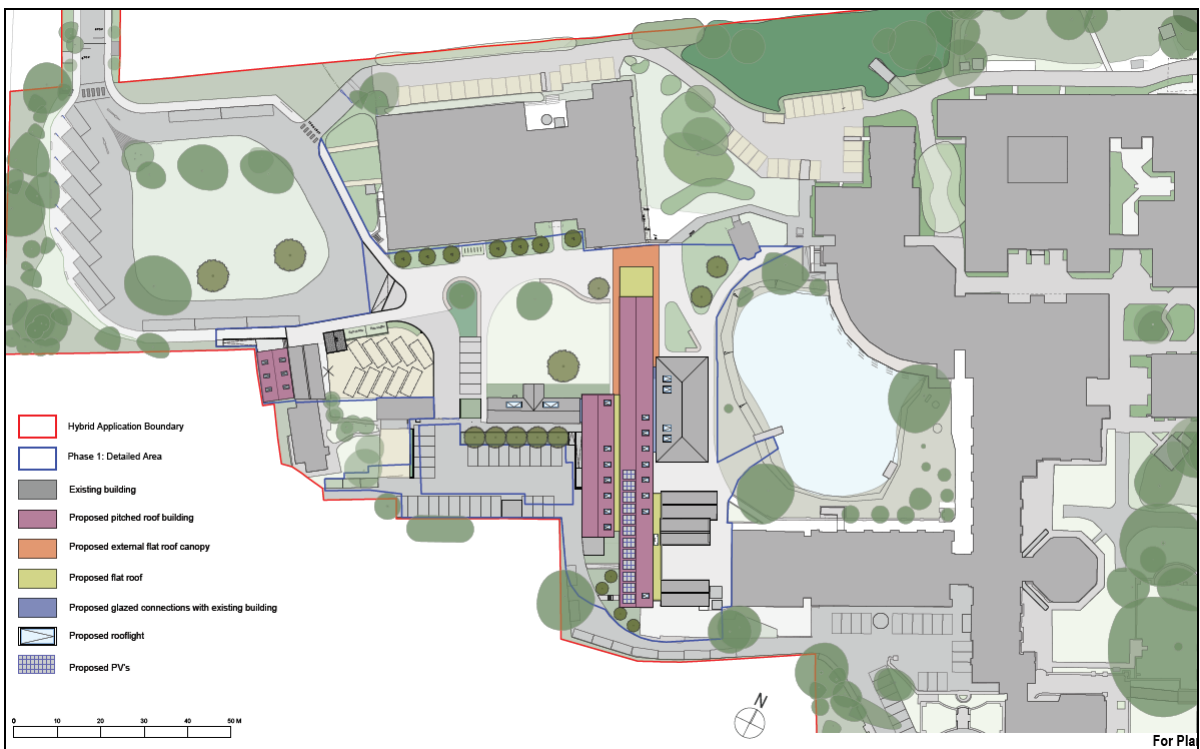 Hybrid Application Boundary
Phase 1: Detailed Area
Existing building
Proposed pitched roof building
Proposed external flat roof canopy
Proposed flat roof
Proposed glazed connections with existing building
Proposed rooflight
Proposed PV's
0 10 20 30 40 50 M
N
For Pla